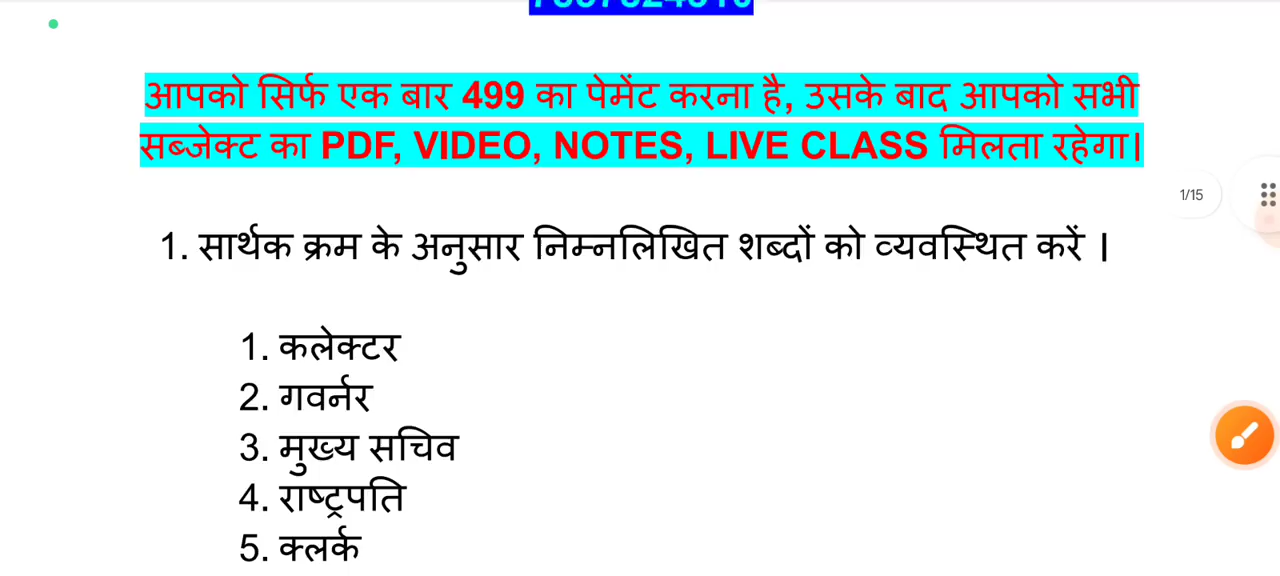 आपको सिर्फ एक बार 499 का पेमेंट करना है, उसके बाद आपको सभी
सब्जेक्ट का PDF, VIDEO, NOTES, LIVE CLASS मिलता रहेगा।
1/15
1. सार्थक क्रम के अनुसार निम्नलिखित शब्दों को व्यवस्थित करें ।
1. कलेक्टर
2. गवर्नर
3. मुख्य सचिव
4. राष्ट्रपति
5. क्लर्क